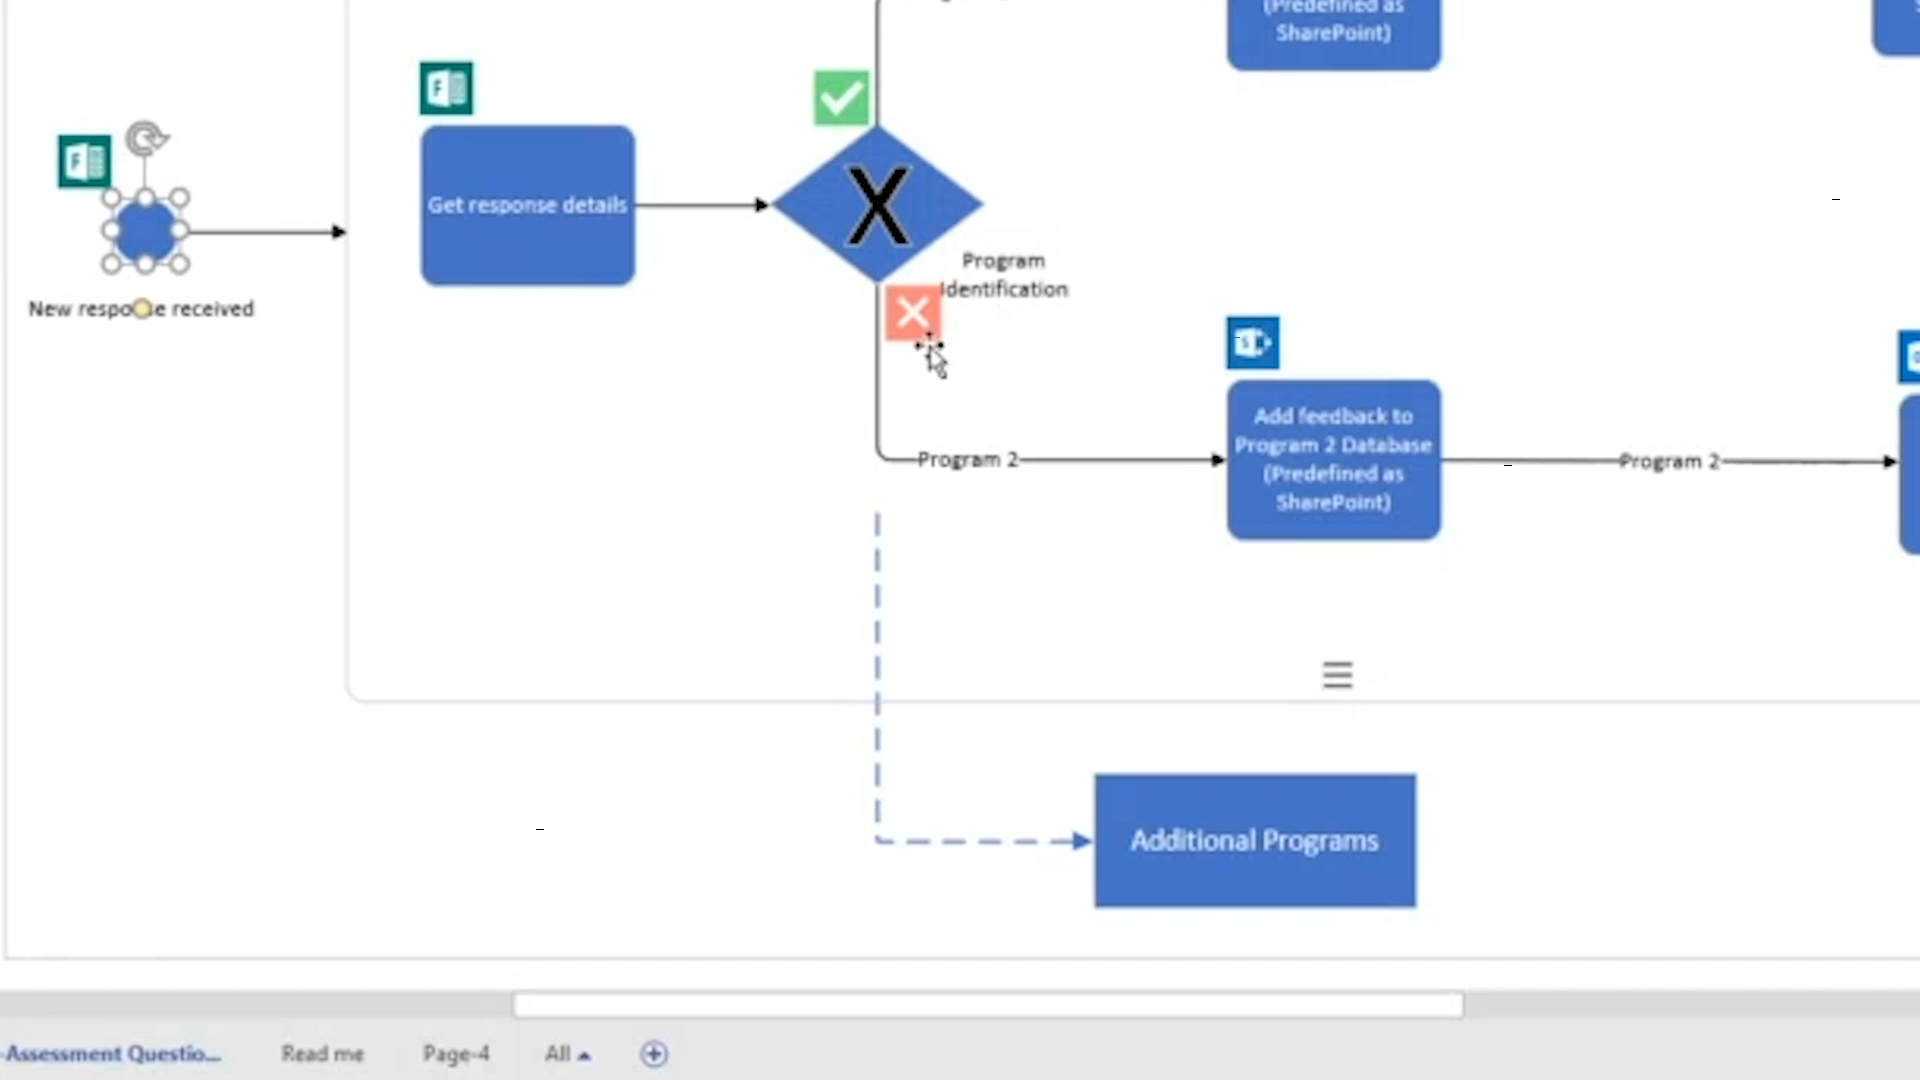 (Predefined as
SharePoint)
F
F
Get response details
X
Program
Identification
New response received
S
Add feedback to
Program 2 Database
(Predefined as
SharePoint)
Program 2
Program 2
Additional Programs
-Assessment Questio...
Read me
Page-4
All